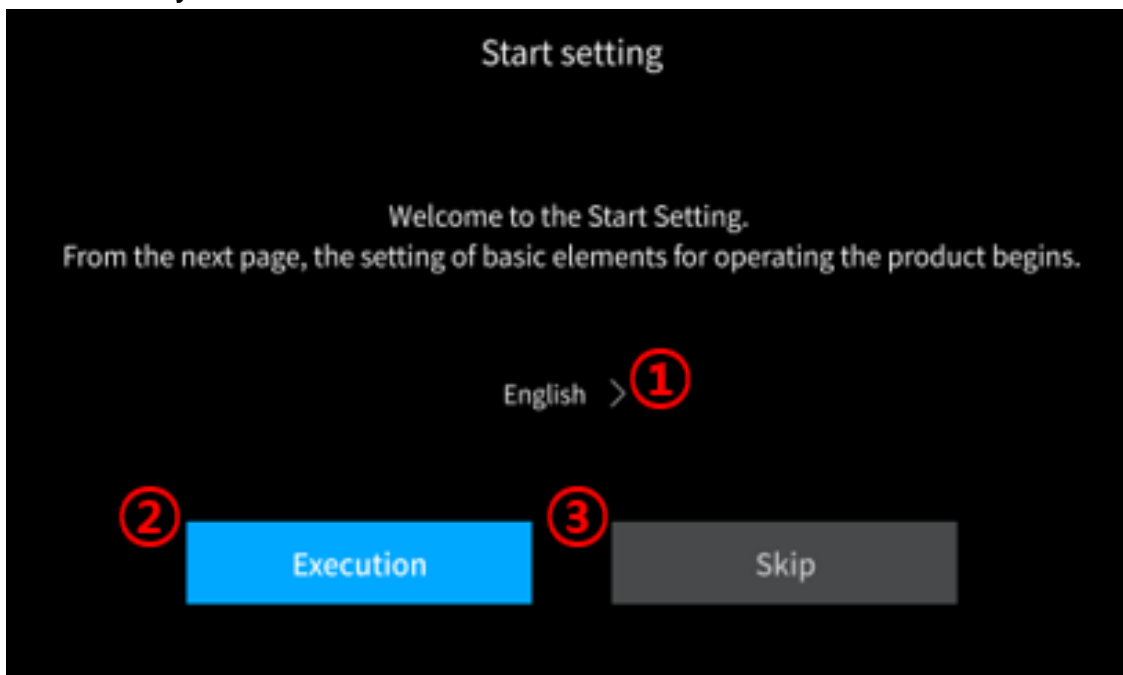 Start setting
Welcome to the Start Setting.
From the next page, the setting of basic elements for operating the product begins.
English > ①
② Execution ③ Skip